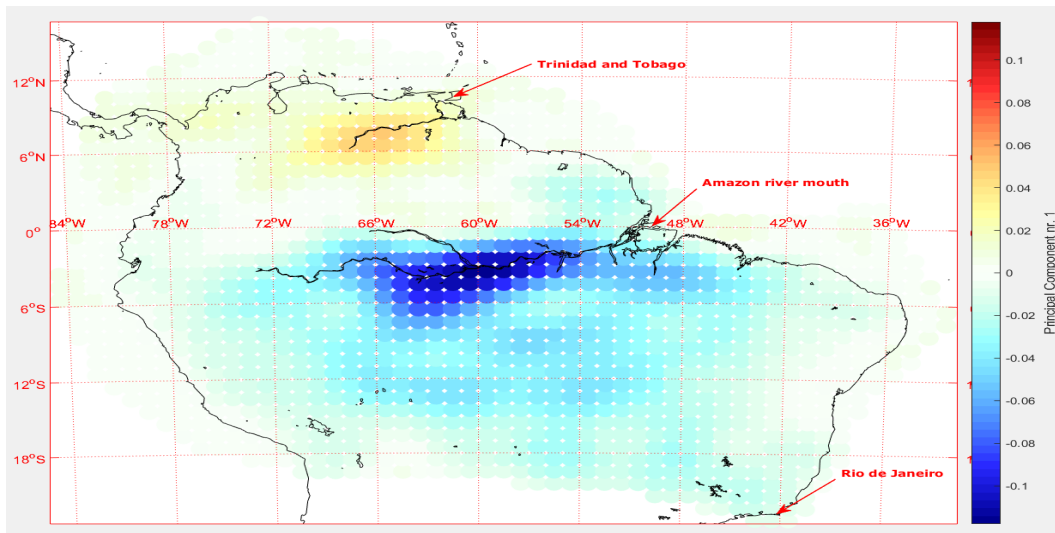 12°N
Trinidad and Tobago
6°N
Amazon river mouth
84°W 78°W 72°W 66°W 60°W 54°W 48°W 42°W 36°W
0°
6°S
12°S
18°S
Rio de Janeiro
0.1
0.08
0.06
0.04
0.02
0
-0.02
-0.04
-0.06
-0.08
-0.1
Principal Component nr. 1